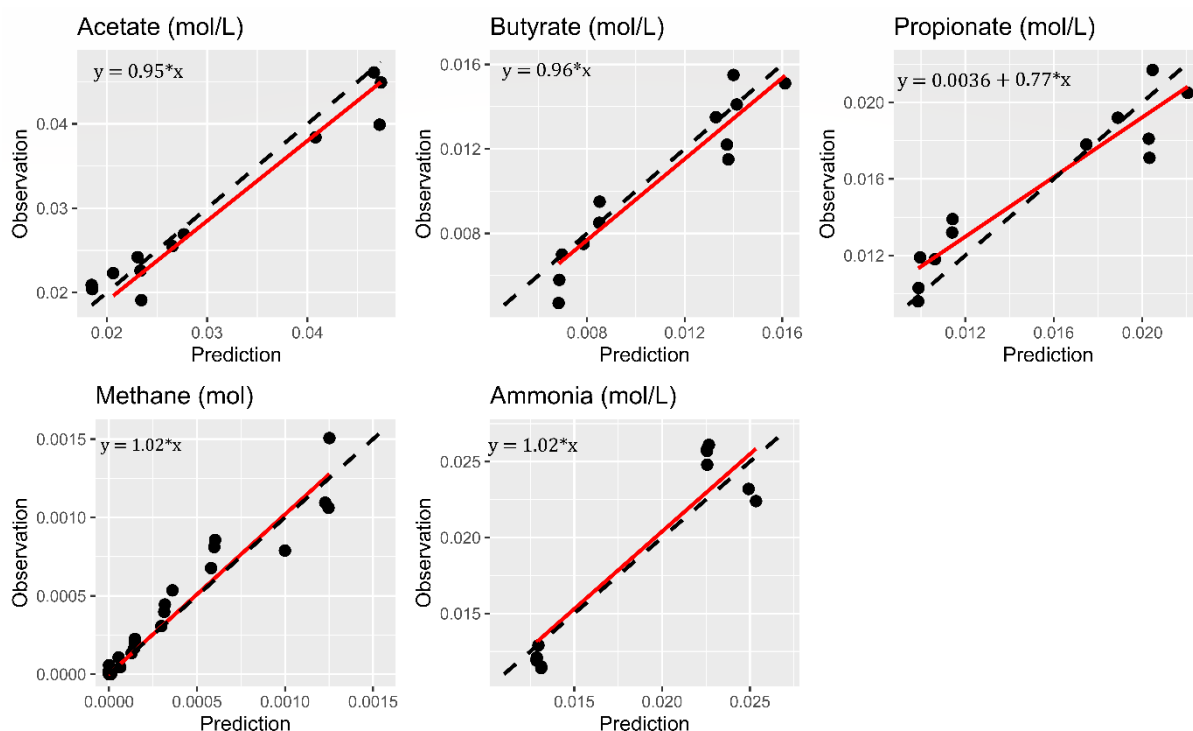 Acetate (mol/L)
y = 0.95*x
Observation
0.04
0.03
0.02
0.02
0.03
0.04
Prediction
Butyrate (mol/L)
y = 0.96*x
Observation
0.016
0.012
0.008
0.008
0.012
0.016
Prediction
Propionate (mol/L)
y = 0.0036 + 0.77*x
Observation
0.020
0.016
0.012
0.012
0.016
0.020
Prediction
Methane (mol)
y = 1.02*x
Observation
0.0015
0.0010
0.0005
0.0000
0.0000
0.0005
0.0010
0.0015
Prediction
Ammonia (mol/L)
y = 1.02*x
Observation
0.025
0.020
0.015
0.015
0.020
0.025
Prediction